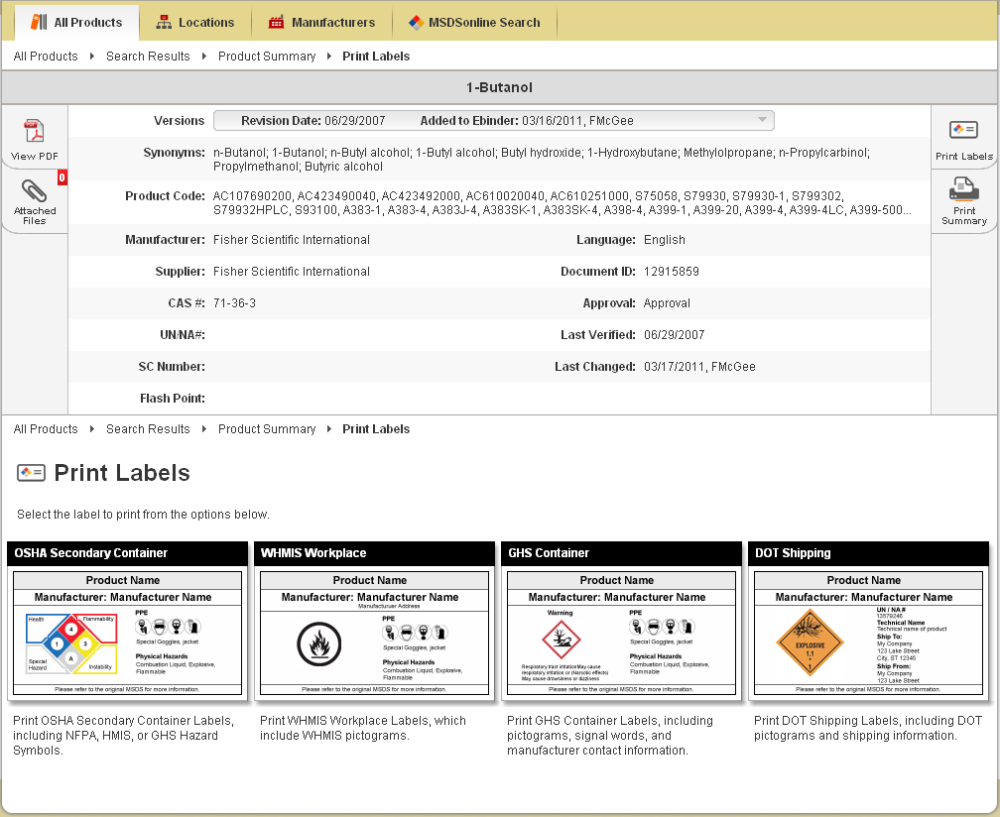 All Products Locations Manufacturers MSDSonline Search
All Products Search Results Product Summary Print Labels
1-Butanol
View PDF
0
Attached
Files
Versions Revision Date: 06/29/2007 Added to Ebinder: 03/16/2011, FMcGee
Synonyms: n-Butanol; 1-Butanol; n-Butyl alcohol; 1-Butyl alcohol; Butyl hydroxide; 1-Hydroxybutane; Methylolpropane; n-Propylcarbinol;
Propylmethanol; Butyric alcohol
Product Code: AC107690200, AC423490040, AC423492000, AC610020040, AC610251000, S75058, S79930, S79930-1, S799302,
S79932HPLC, S93100, A383-1, A383-4, A383J-4, A383SK-1, A383SK-4, A398-4, A399-1, A399-20, A399-4, A399-4LC, A399-500...
Manufacturer: Fisher Scientific International Language: English
Supplier: Fisher Scientific International Document ID: 12915859
CAS #: 71-36-3 Approval: Approval
UN/NA#: Last Verified: 06/29/2007
SC Number: Last Changed: 03/17/2011, FMcGee
Flash Point:
Print Labels
Print
Summary
All Products Search Results Product Summary Print Labels
Print Labels
Select the label to print from the options below.
OSHA Secondary Container
Product Name
Manufacturer: Manufacturer Name
Health Flammability
4
1 3
A
Special
Hazard Instability
PPE
Special Goggles, jacket
Physical Hazards
Combustion Liquid, Explosive,
Flammable
Please refer to the original MSDS for more information.
Print OSHA Secondary Container Labels,
including NFPA, HMIS, or GHS Hazard
Symbols.
WHMIS Workplace
Product Name
Manufacturer: Manufacturer Name
Manufacturuer Address
PPE
Special Goggles, jacket
Physical Hazards
Combustion Liquid, Explosive,
Flammable
Please refer to the original MSDS for more information.
Print WHMIS Workplace Labels, which
include WHMIS pictograms.
GHS Container
Product Name
Manufacturer: Manufacturer Name
Warning
Respiratory tract irritation May cause
respiratory irritation or (Narcotic effects)
May cause drowsiness or dizziness
PPE
Special Goggles, jacket
Physical Hazards
Combustion Liquid, Explosive,
Flammable
Please refer to the original MSDS for more information.
Print GHS Container Labels, including
pictograms, signal words, and
manufacturer contact information.
DOT Shipping
Product Name
Manufacturer: Manufacturer Name
EXPLOSIVE
1.1
UN / NA #
13579246
Technical Name
Technical name of product
Ship To:
My Company
123 Lake Street
City, ST 12345
Ship From:
My Company
123 Lake Street
Please refer to the original MSDS for more information.
Print DOT Shipping Labels, including DOT
pictograms and shipping information.